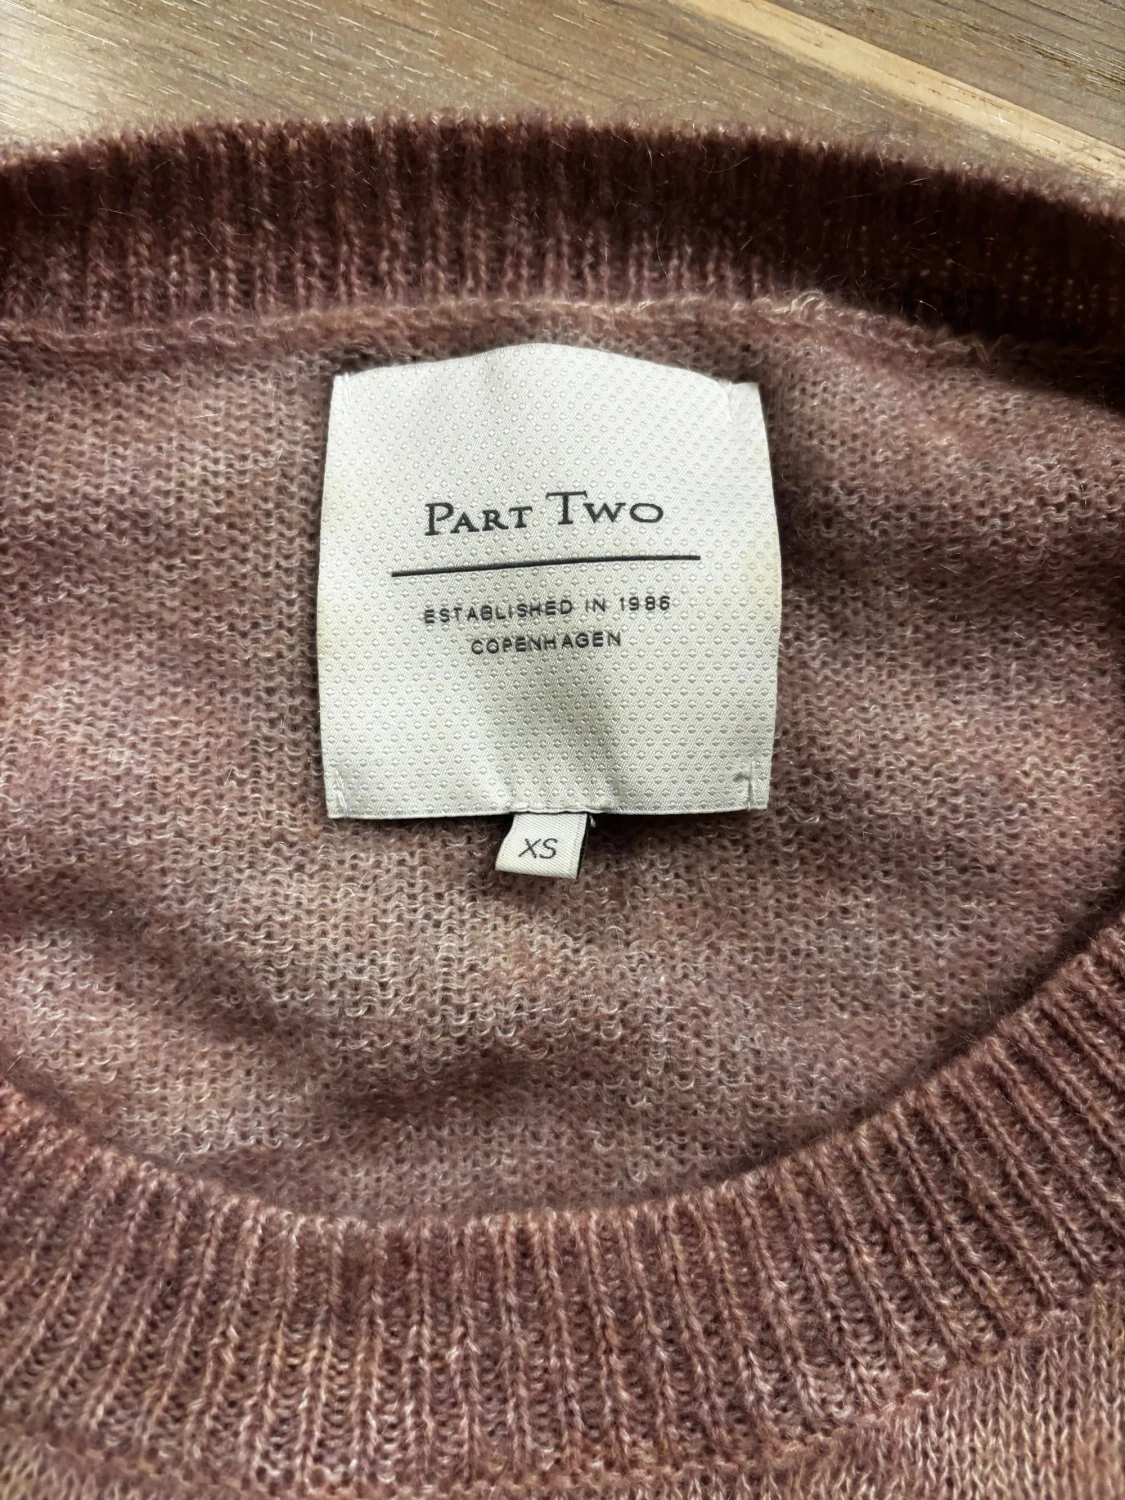 PART TWO
ESTABLISHED IN 1986
COPENHAGEN
XS